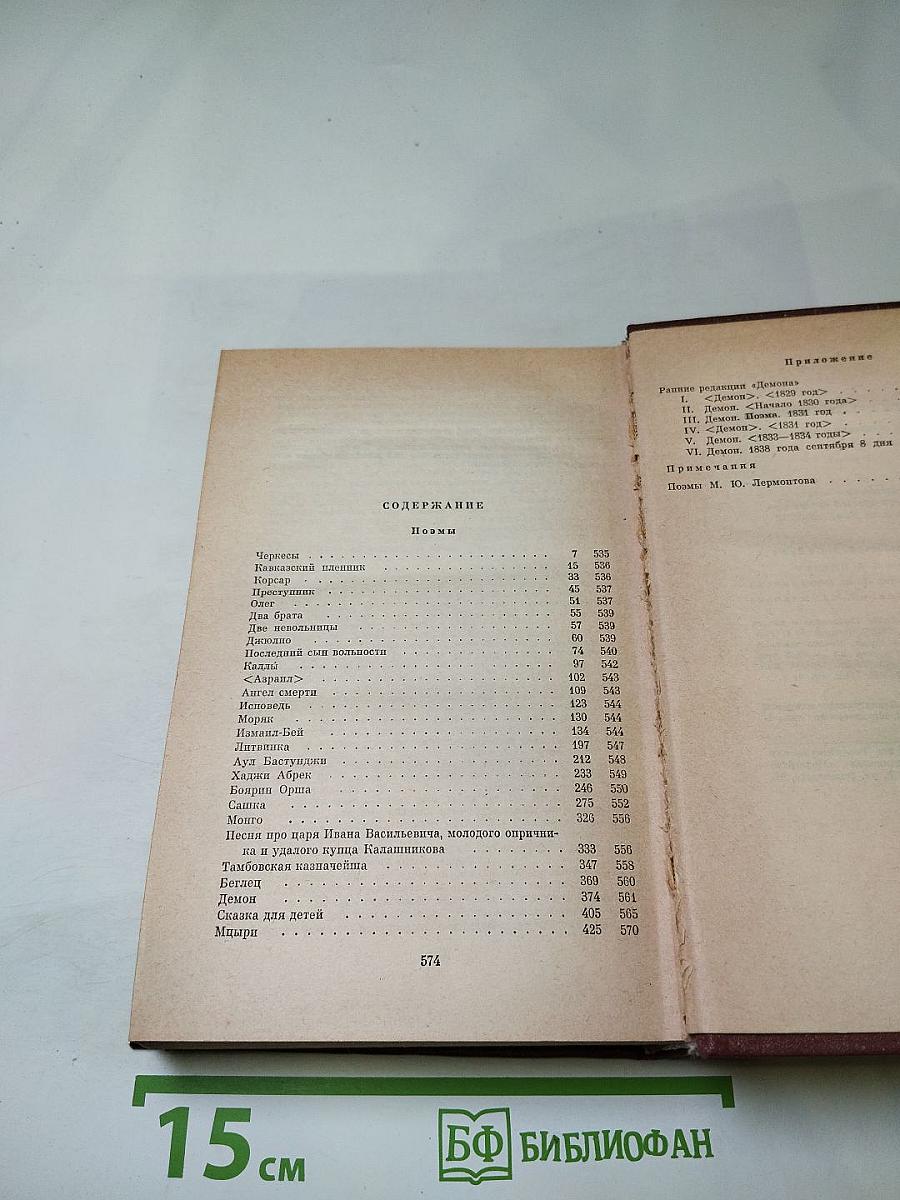 СОДЕРЖАНИЕ
Поэмы
Черкесы . . . . . . . . . . . . . . . . . . . . . 7 535
Кавказский пленник . . . . . . . . . . . . . . 15 536
Корсар . . . . . . . . . . . . . . . . . . . . . 33 536
Преступник . . . . . . . . . . . . . . . . . . . 45 537
Олег . . . . . . . . . . . . . . . . . . . . . . 51 537
Два брата . . . . . . . . . . . . . . . . . . . . 55 539
Две невольницы . . . . . . . . . . . . . . . . . 57 539
Джюлио . . . . . . . . . . . . . . . . . . . . . 60 539
Последний сын вольности . . . . . . . . . . . . 74 540
Каллы́ . . . . . . . . . . . . . . . . . . . . . 97 542
<Азраил> . . . . . . . . . . . . . . . . . . . . 102 543
Ангел смерти . . . . . . . . . . . . . . . . . . 109 543
Исповедь . . . . . . . . . . . . . . . . . . . . 123 544
Моряк . . . . . . . . . . . . . . . . . . . . . 130 544
Измаил-Бей . . . . . . . . . . . . . . . . . . . 134 544
Литвинка . . . . . . . . . . . . . . . . . . . . 197 547
Аул Бастунджи . . . . . . . . . . . . . . . . . 212 548
Хаджи Абрек . . . . . . . . . . . . . . . . . . 233 549
Боярин Орша . . . . . . . . . . . . . . . . . . 246 550
Сашка . . . . . . . . . . . . . . . . . . . . . 275 552
Монго . . . . . . . . . . . . . . . . . . . . . 326 556
Песня про царя Ивана Васильевича, молодого опрични-
ка и удалого купца Калашникова . . . . . . . . 333 556
Тамбовская казначейша . . . . . . . . . . . . . 347 558
Беглец . . . . . . . . . . . . . . . . . . . . . 369 560
Демон . . . . . . . . . . . . . . . . . . . . . 374 561
Сказка для детей . . . . . . . . . . . . . . . . 405 565
Мцыри . . . . . . . . . . . . . . . . . . . . . 425 570
574
Приложение
Ранние редакции «Демона»
I. <Демон>. <1829 год> . . . .
II. Демон. <Начало 1830 года> . .
III. Демон. Поэма. 1831 год . . .
IV. <Демон>. <1831 год> . . .
V. Демон. <1833—1834 годы> . . .
VI. Демон. 1838 года сентября 8 дня
Примечания
Поэмы М. Ю. Лермонтова . . . . .
15 см
БФ БИБЛИОФАН